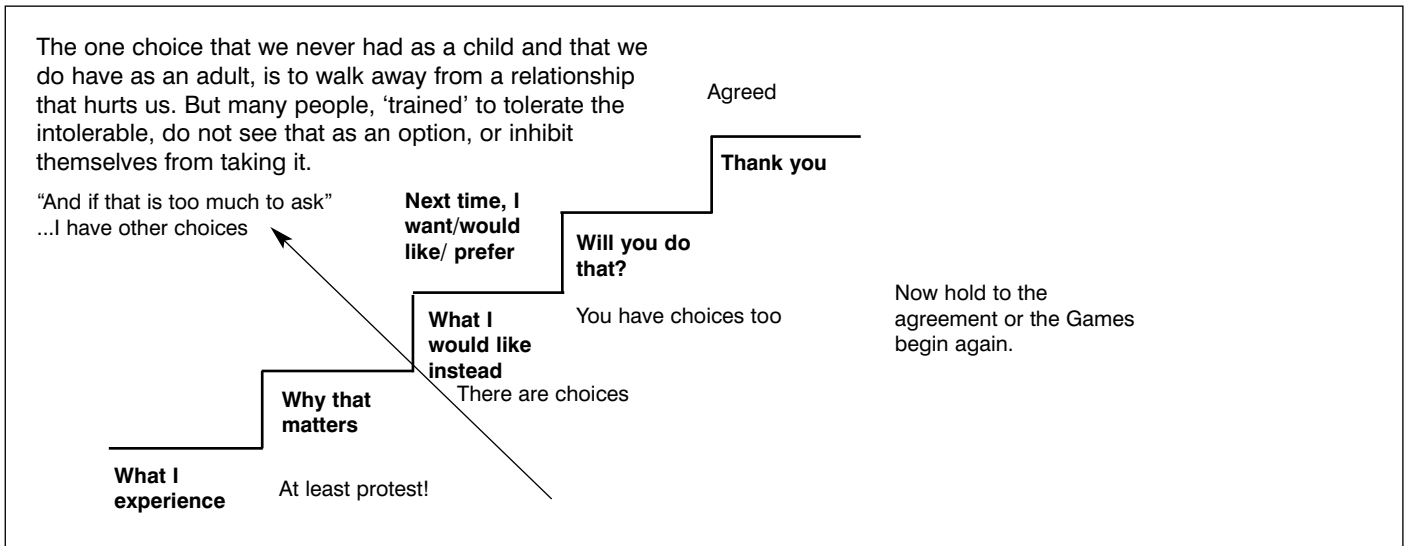 The one choice that we never had as a child and that we
do have as an adult, is to walk away from a relationship
that hurts us. But many people, ‘trained’ to tolerate the
intolerable, do not see that as an option, or inhibit
themselves from taking it.
“And if that is too much to ask”
...I have other choices
Agreed
Thank you
Next time, I
want/would
like/ prefer
Will you do
that?
You have choices too
Now hold to the
agreement or the Games
begin again.
What I
would like
instead
There are choices
Why that
matters
At least protest!
What I
experience